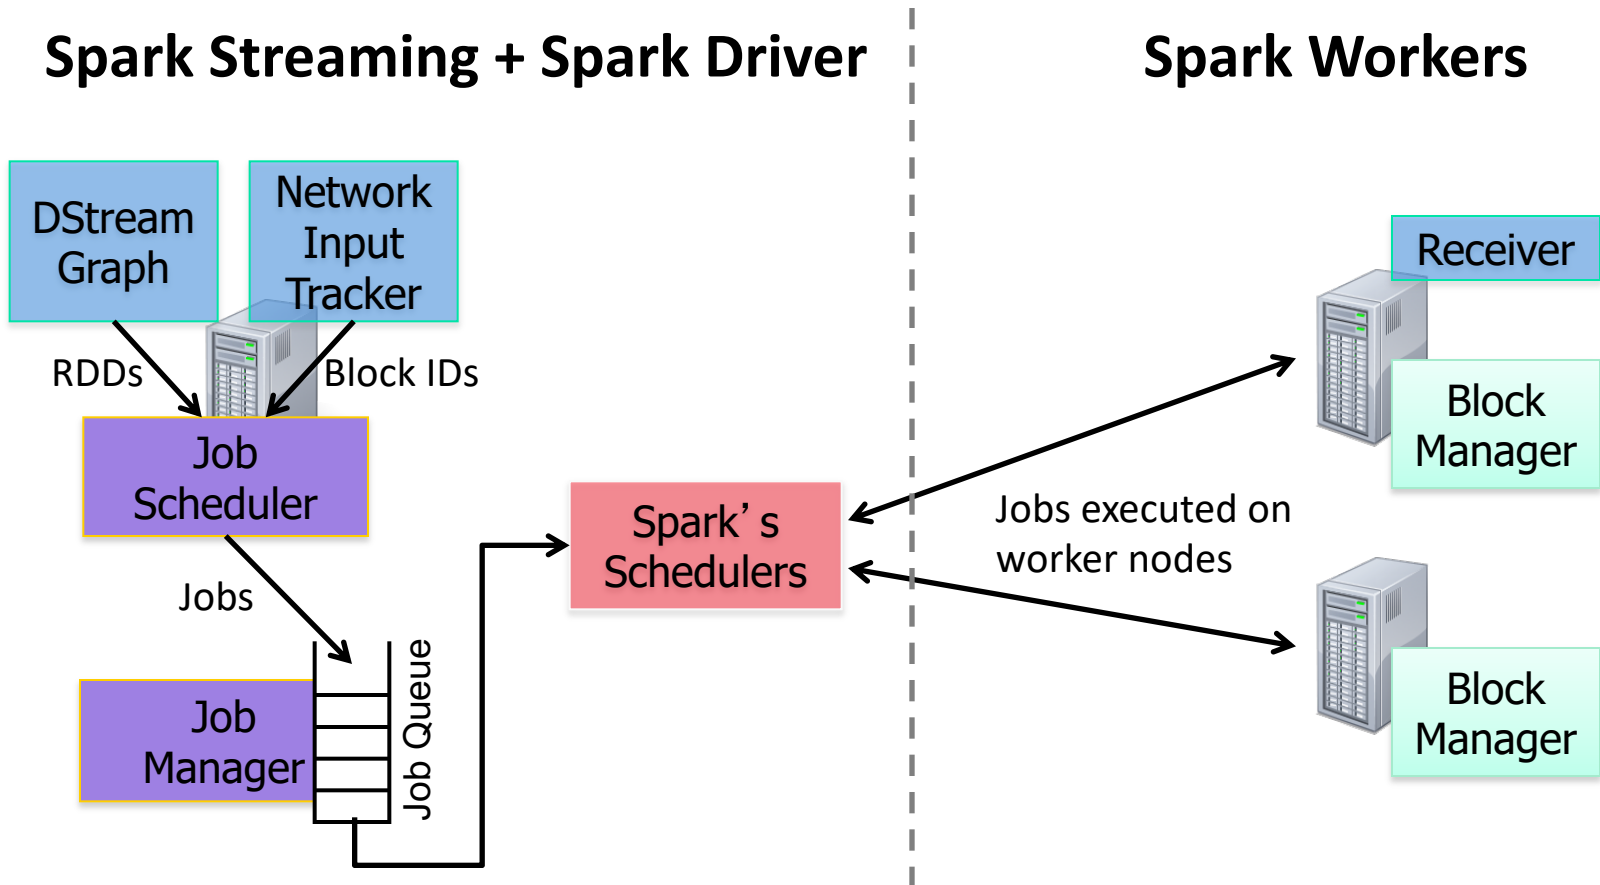 Spark Streaming + Spark Driver
Spark Workers
DStream
Graph
Network
Input
Tracker
RDDs
Block IDs
Job
Scheduler
Jobs
Job
Manager
Job Queue
Spark's
Schedulers
Jobs executed on
worker nodes
Receiver
Block
Manager
Block
Manager